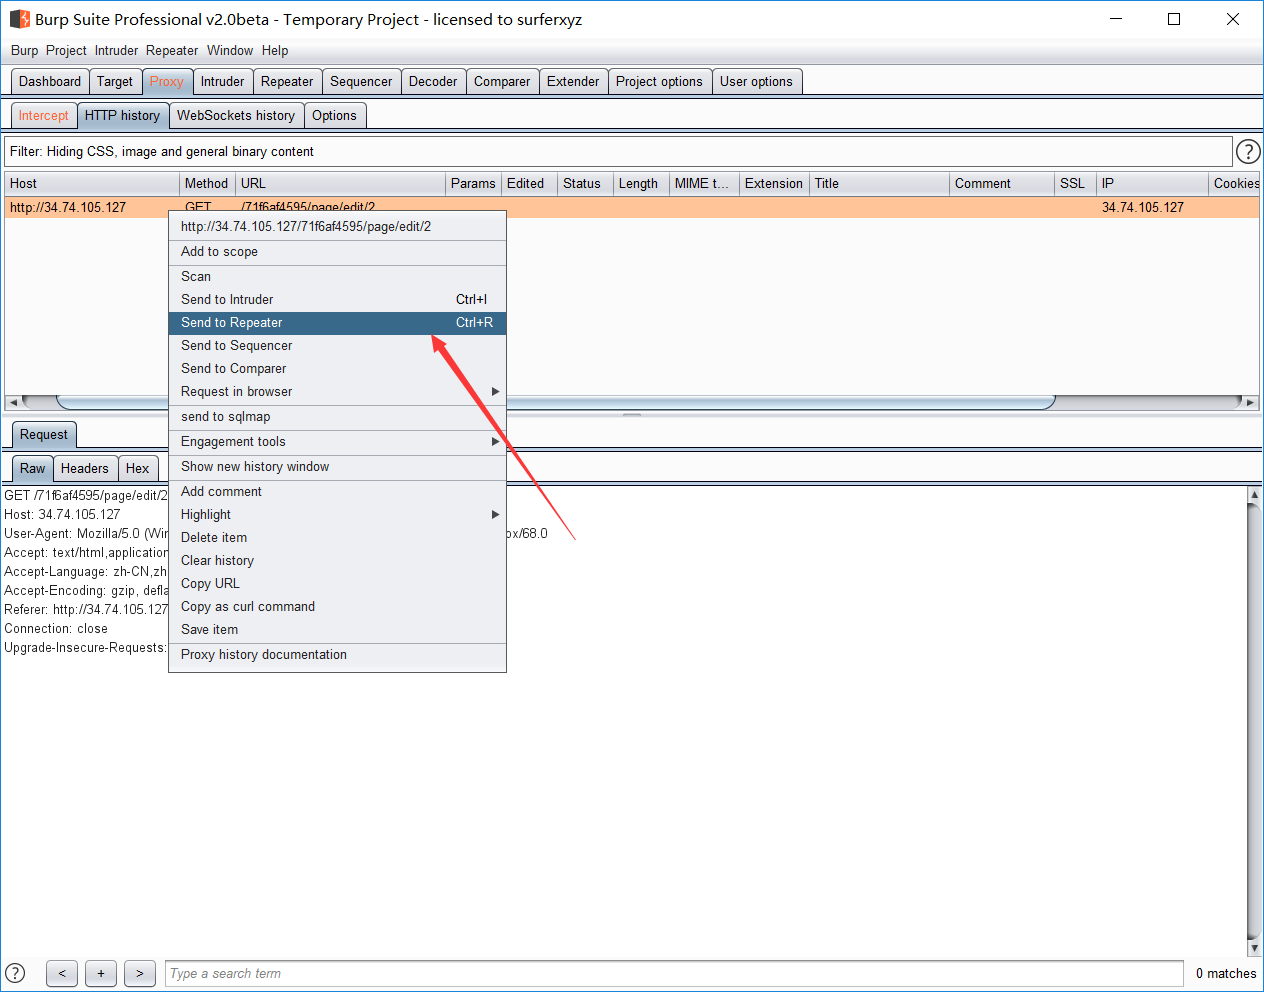 Burp Suite Professional v2.0beta - Temporary Project - licensed to surferxyz
Burp Project Intruder Repeater Window Help
Dashboard Target Proxy Intruder Repeater Sequencer Decoder Comparer Extender Project options User options
Intercept HTTP history WebSockets history Options
Filter: Hiding CSS, image and general binary content ?
Host Method URL Params Edited Status Length MIME t... Extension Title Comment SSL IP Cookies
http://34.74.105.127 GET /71f6af4595/page/edit/2 34.74.105.127
http://34.74.105.127/71f6af4595/page/edit/2
Add to scope
Scan
Send to Intruder Ctrl+I
Send to Repeater Ctrl+R
Send to Sequencer
Send to Comparer
Request in browser
send to sqlmap
Engagement tools
Show new history window
Add comment
Highlight
Delete item
Clear history
Copy URL
Copy as curl command
Save item
Proxy history documentation
Request
Raw Headers Hex
GET /71f6af4595/page/edit/2
Host: 34.74.105.127
User-Agent: Mozilla/5.0 (Win ox/68.0
Accept: text/html,application
Accept-Language: zh-CN,zh
Accept-Encoding: gzip, defla
Referer: http://34.74.105.127
Connection: close
Upgrade-Insecure-Requests:
? < + > Type a search term 0 matches